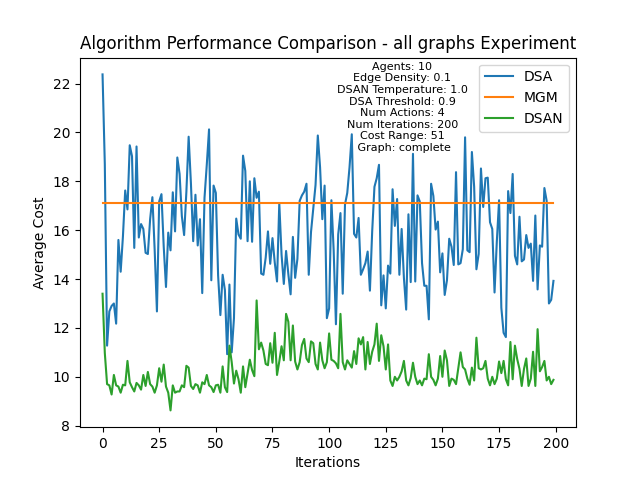 Algorithm Performance Comparison - all graphs Experiment
Agents: 10
Edge Density: 0.1
DSAN Temperature: 1.0
DSA Threshold: 0.9
Num Actions: 4
Num Iterations: 200
Cost Range: 51
Graph: complete
DSA
MGM
DSAN
Average Cost
22
20
18
16
14
12
10
8
0 25 50 75 100 125 150 175 200
Iterations